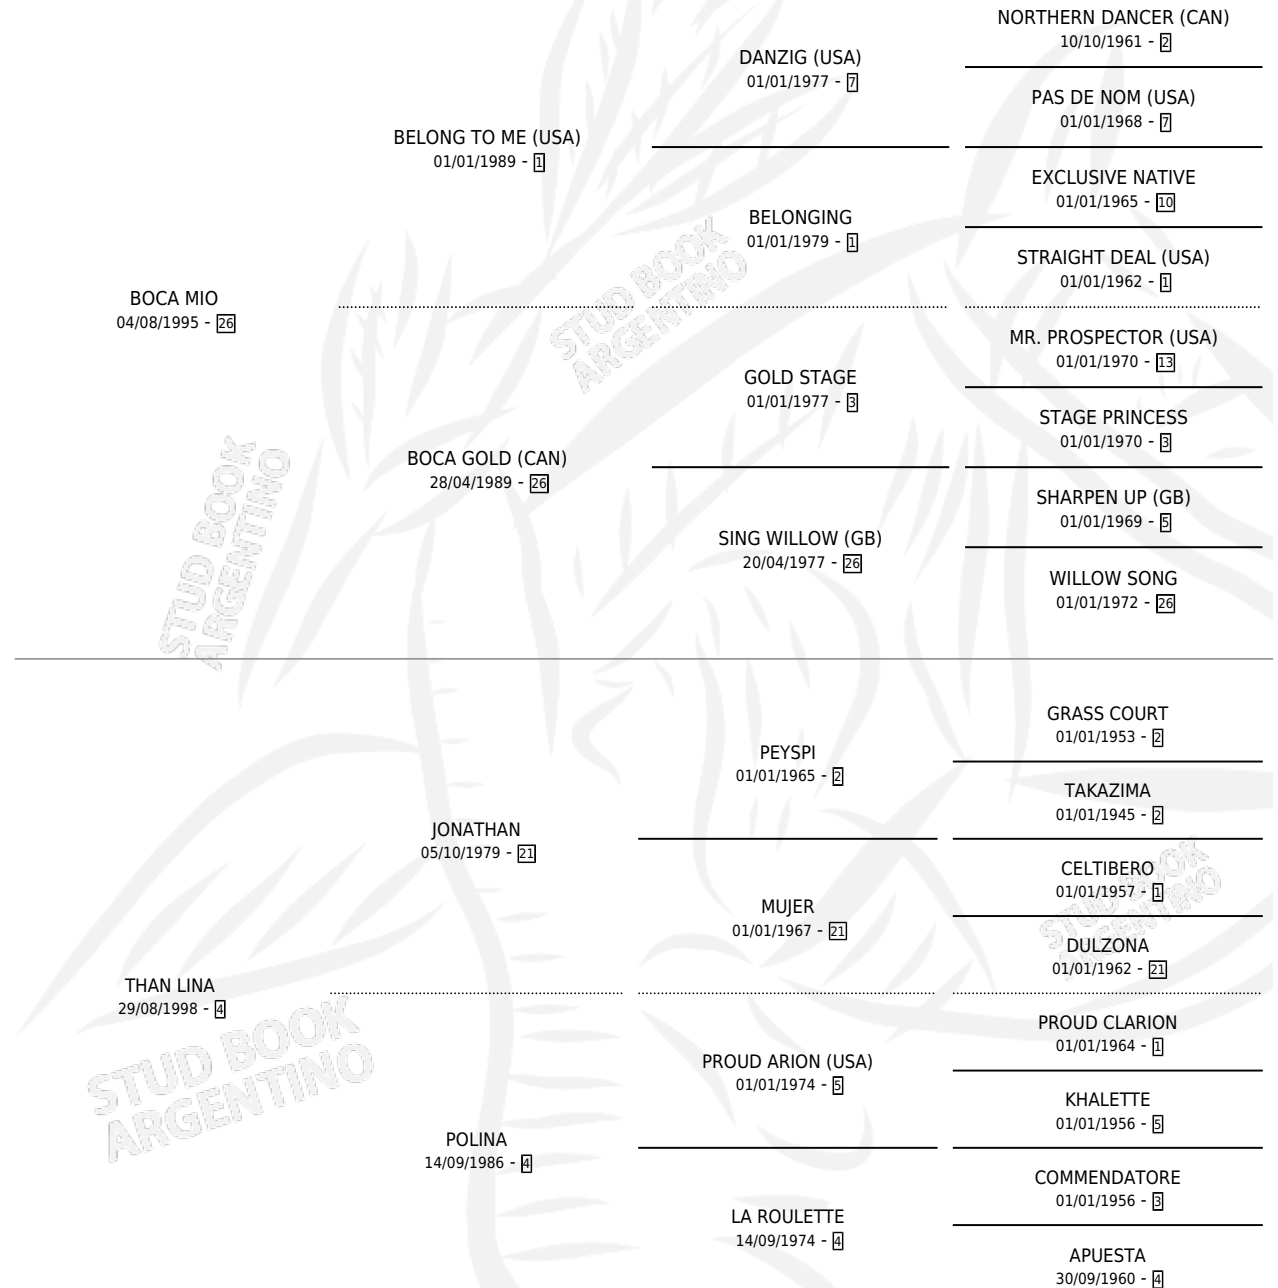 NORTHERN DANCER (CAN)
10/10/1961 - 2
DANZIG (USA)
01/01/1977 - 7
PAS DE NOM (USA)
01/01/1968 - 7
BELONG TO ME (USA)
01/01/1989 - 1
EXCLUSIVE NATIVE
01/01/1965 - 10
BELONGING
01/01/1979 - 1
STRAIGHT DEAL (USA)
01/01/1962 - 1
BOCA MIO
04/08/1995 - 26
STUD BOOK
ARGENTINO
MR. PROSPECTOR (USA)
01/01/1970 - 13
GOLD STAGE
01/01/1977 - 3
STAGE PRINCESS
01/01/1970 - 3
BOCA GOLD (CAN)
28/04/1989 - 26
SHARPEN UP (GB)
01/01/1969 - 5
SING WILLOW (GB)
20/04/1977 - 26
WILLOW SONG
01/01/1972 - 26
STUD BOOK
ARGENTINO
GRASS COURT
01/01/1953 - 2
PEYSPI
01/01/1965 - 2
TAKAZIMA
01/01/1945 - 2
JONATHAN
05/10/1979 - 21
CELTIBERO
01/01/1957 - 1
MUJER
01/01/1967 - 21
DULZONA
01/01/1962 - 21
STUD BOOK
ARGENTINO
THAN LINA
29/08/1998 - 4
STUD BOOK
ARGENTINO
PROUD CLARION
01/01/1964 - 1
PROUD ARION (USA)
01/01/1974 - 5
KHALETTE
01/01/1956 - 5
POLINA
14/09/1986 - 4
COMMENDATORE
01/01/1956 - 3
LA ROULETTE
14/09/1974 - 4
APUESTA
30/09/1960 - 4